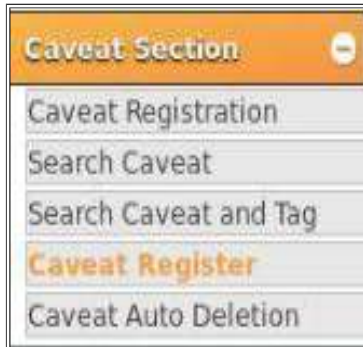 Caveat Section
Caveat Registration
Search Caveat
Search Caveat and Tag
Caveat Register
Caveat Auto Deletion